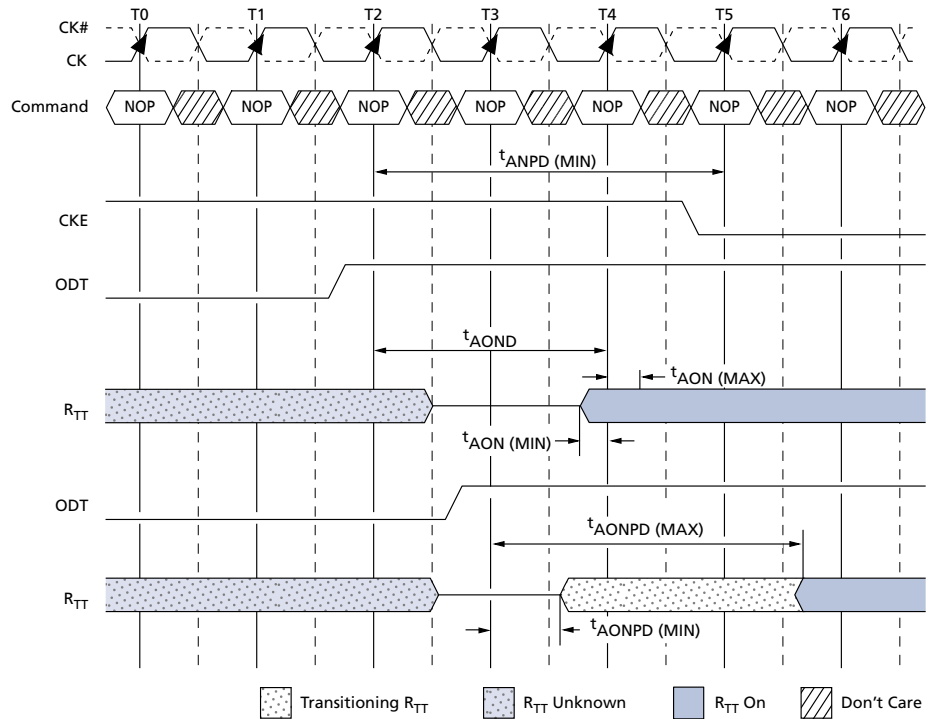 T0 T1 T2 T3 T4 T5 T6
CK#
CK
Command NOP NOP NOP NOP NOP NOP NOP
tANPD (MIN)
CKE
ODT
tAOND
tAON (MAX)
RTT
tAON (MIN)
ODT
tAONPD (MAX)
RTT
tAONPD (MIN)
Transitioning RTT RTT Unknown RTT On Don't Care